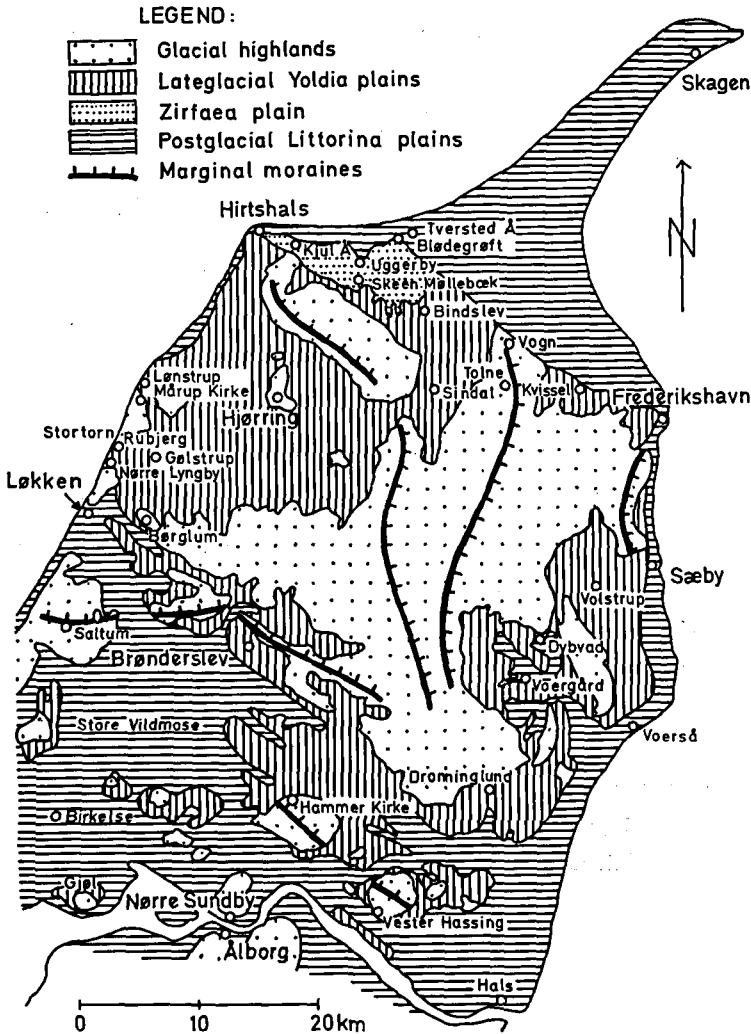 LEGEND:
Glacial highlands
Lateglacial Yoldia plains
Zirfaea plain
Postglacial Littorina plains
Marginal moraines
Skagen
N
Hirtshals
Tversted Å
Blødegrøft
Kjul Å
Uggerby
Skeen Møllebæk
Bindslev
Vogn
Tolne
Kvissel
Frederikshavn
Sindal
Lønstrup
Mårup Kirke
Hjørring
Stortorn
Rubjerg
Gølstrup
Nørre Lyngby
Løkken
Børglum
Sæby
Volstrup
Saltum
Dybvad
Brønderslev
Voergård
Store Vildmose
Voerså
Dronninglund
Hammer Kirke
Birkelse
Gjøl
Nørre Sundby
Vester Hassing
Ålborg
Hals
0 10 20 km